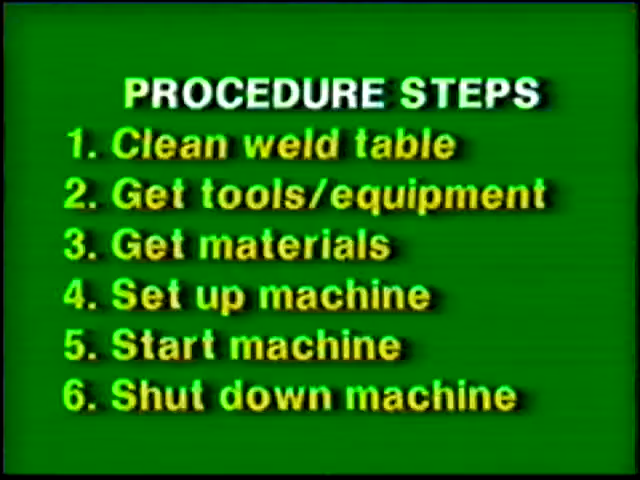 PROCEDURE STEPS
1. Clean weld table
2. Get tools/equipment
3. Get materials
4. Set up machine
5. Start machine
6. Shut down machine